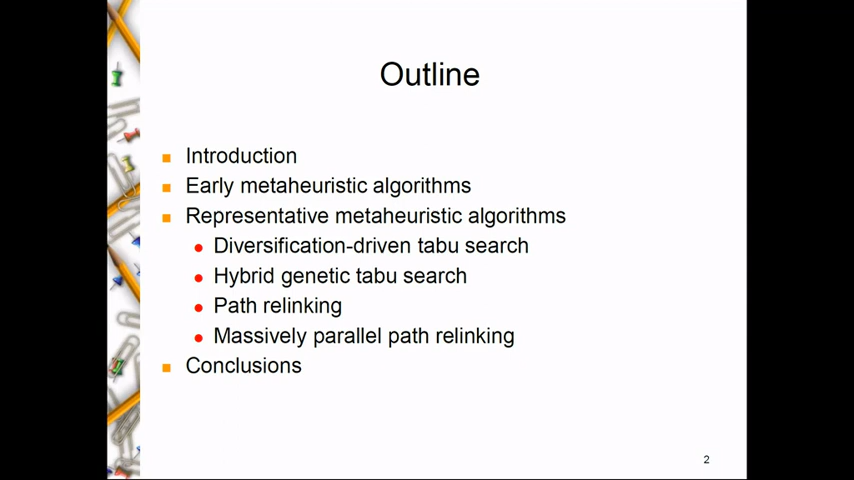 Outline
Introduction
Early metaheuristic algorithms
Representative metaheuristic algorithms
Diversification-driven tabu search
Hybrid genetic tabu search
Path relinking
Massively parallel path relinking
Conclusions
2